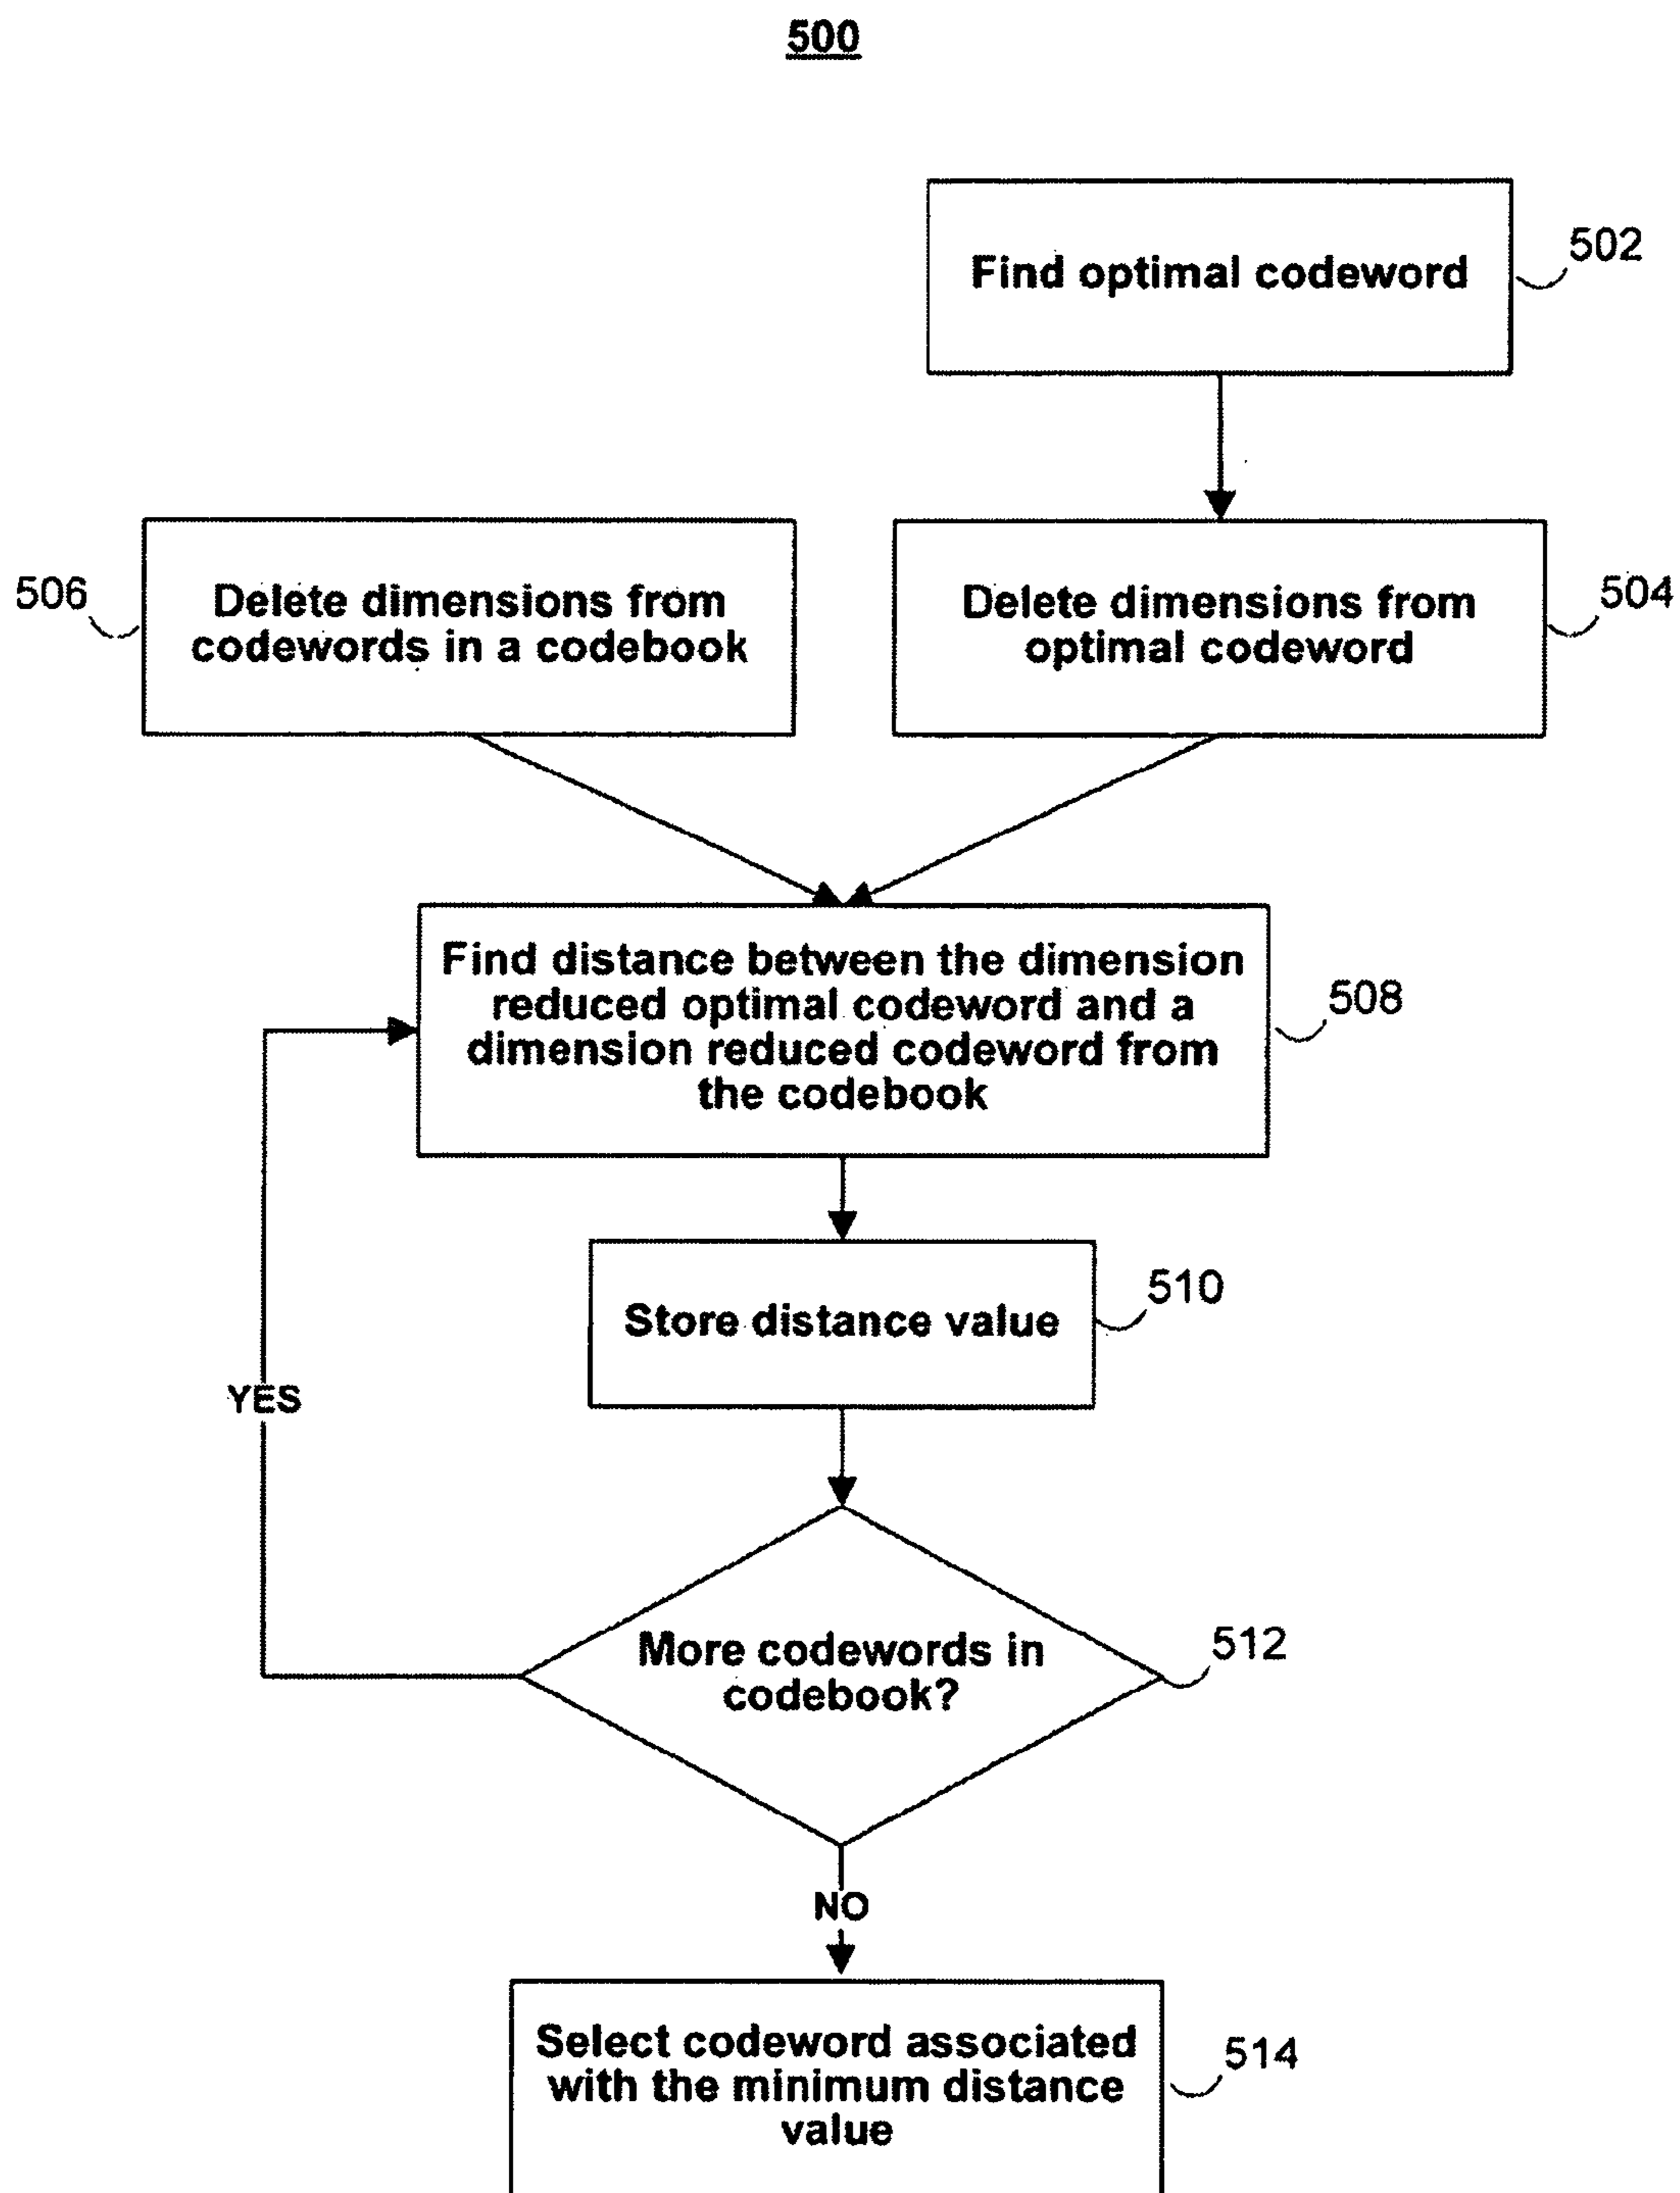 500
Find optimal codeword
502
506
Delete dimensions from
codewords in a codebook
Delete dimensions from
optimal codeword
504
Find distance between the dimension
reduced optimal codeword and a
dimension reduced codeword from
the codebook
508
Store distance value
510
YES
More codewords in
codebook?
512
NO
Select codeword associated
with the minimum distance
value
514